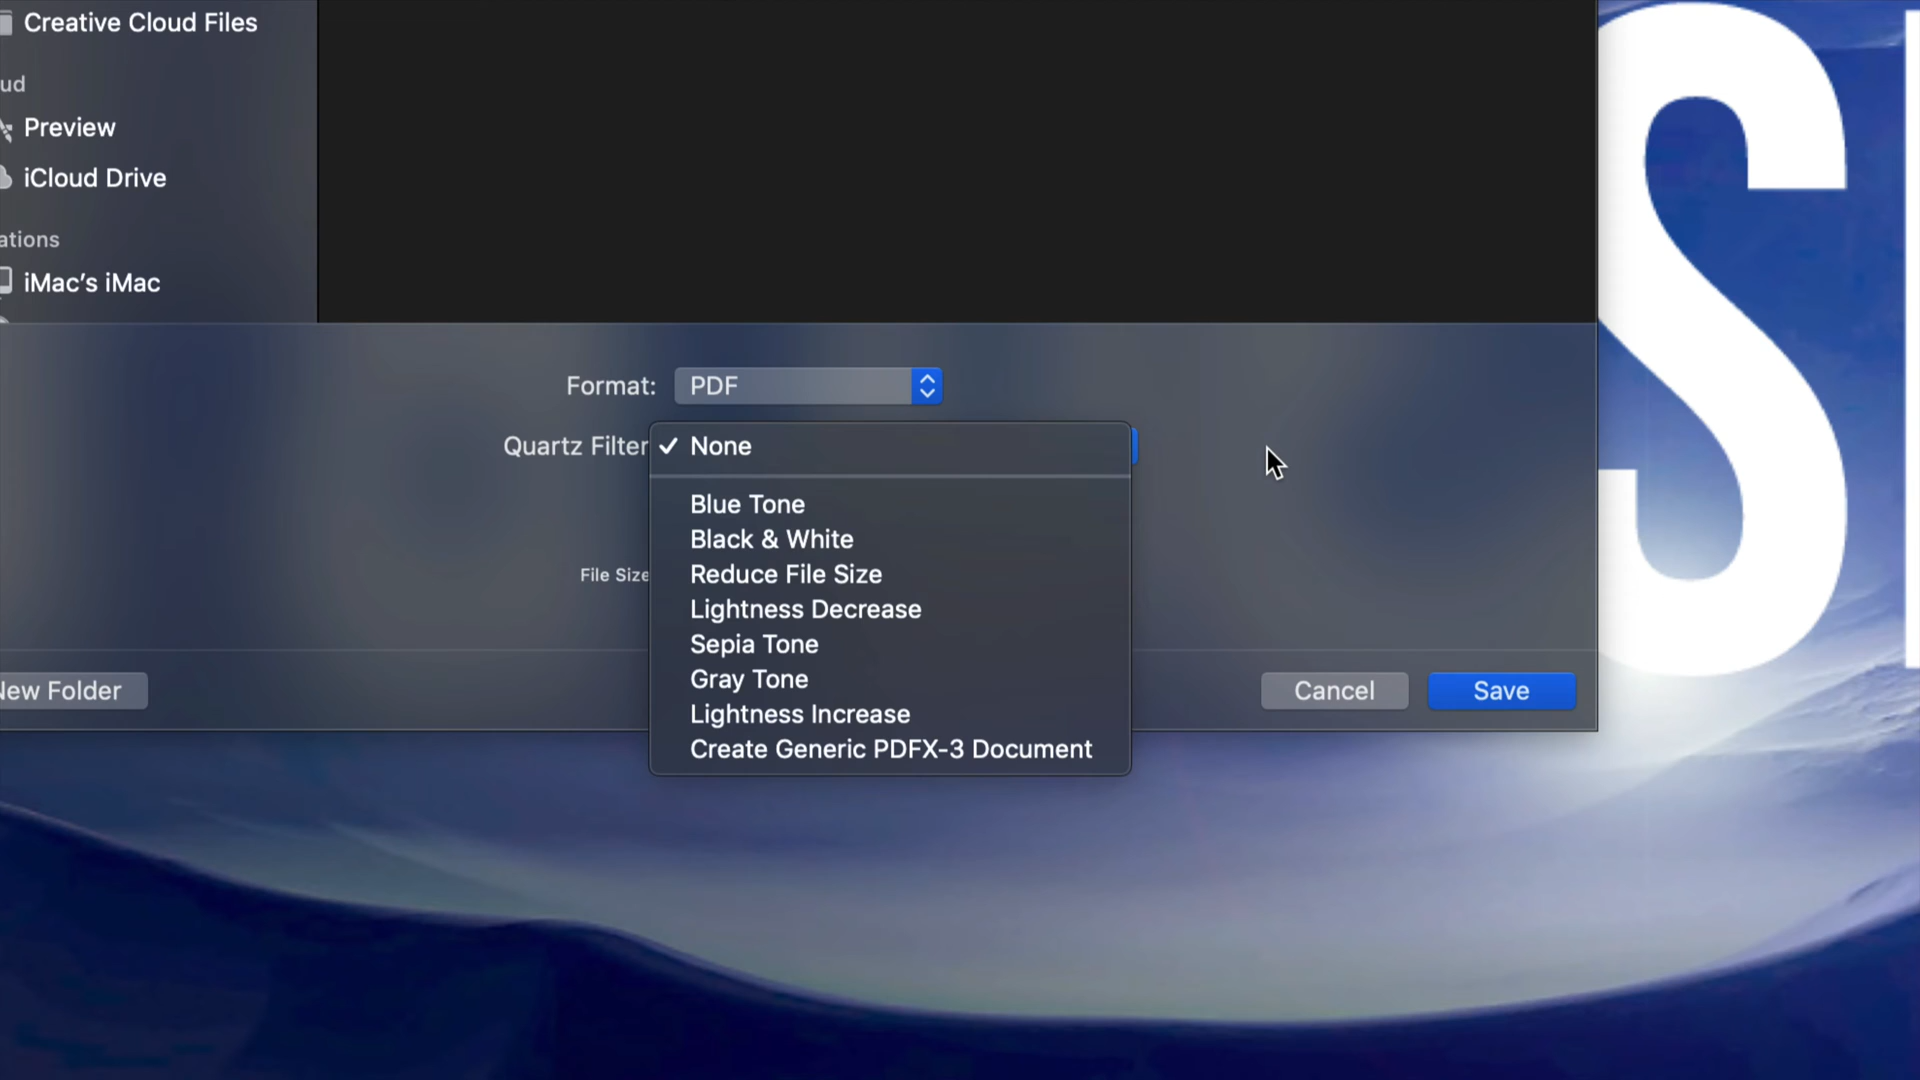 Creative Cloud Files
ud
Preview
iCloud Drive
ations
iMac's iMac
Format: PDF
Quartz Filter ✓ None
Blue Tone
Black & White
File Size
Reduce File Size
Lightness Decrease
Sepia Tone
Gray Tone
Lightness Increase
Create Generic PDFX-3 Document
New Folder
Cancel
Save
S